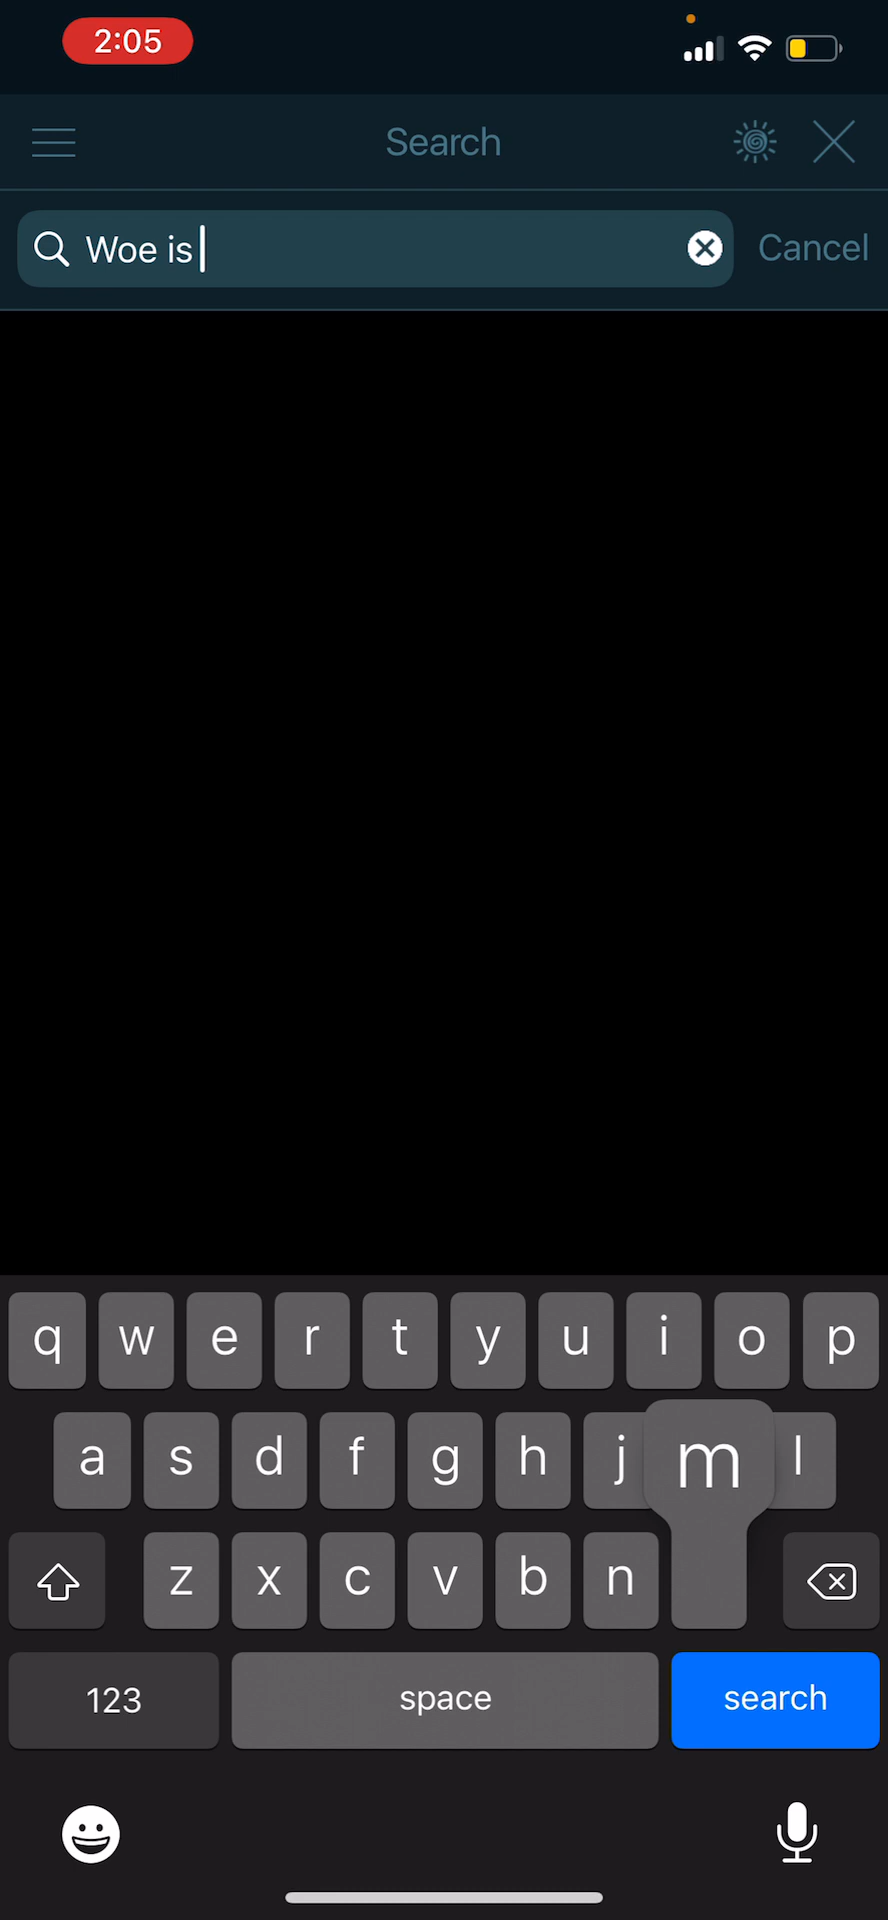 2:05
Search
Woe is
Cancel
q w e r t y u i o p
a s d f g h j m l
z x c v b n
123 space search